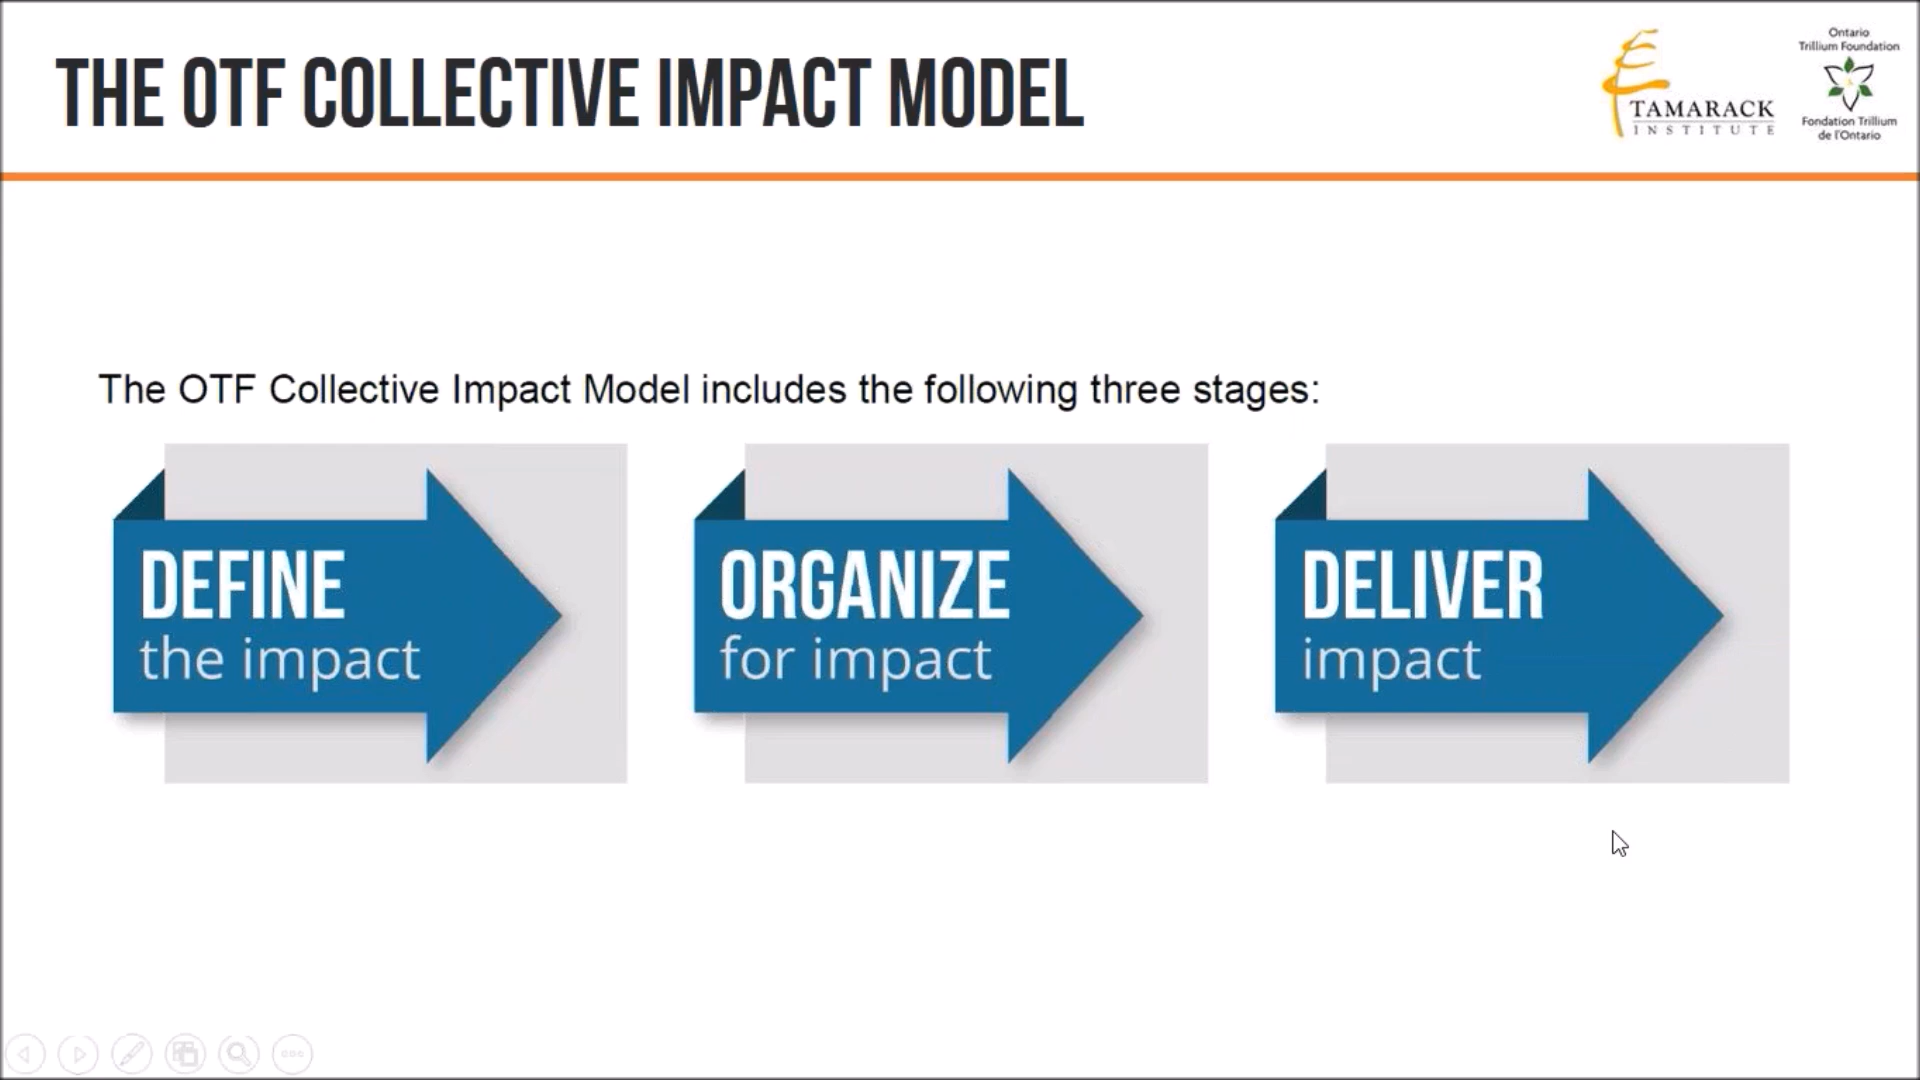 THE OTF COLLECTIVE IMPACT MODEL
TAMARACK
INSTITUTE
Ontario
Trillium Foundation
Fondation Trillium
de l'Ontario
The OTF Collective Impact Model includes the following three stages:
DEFINE
the impact
ORGANIZE
for impact
DELIVER
impact